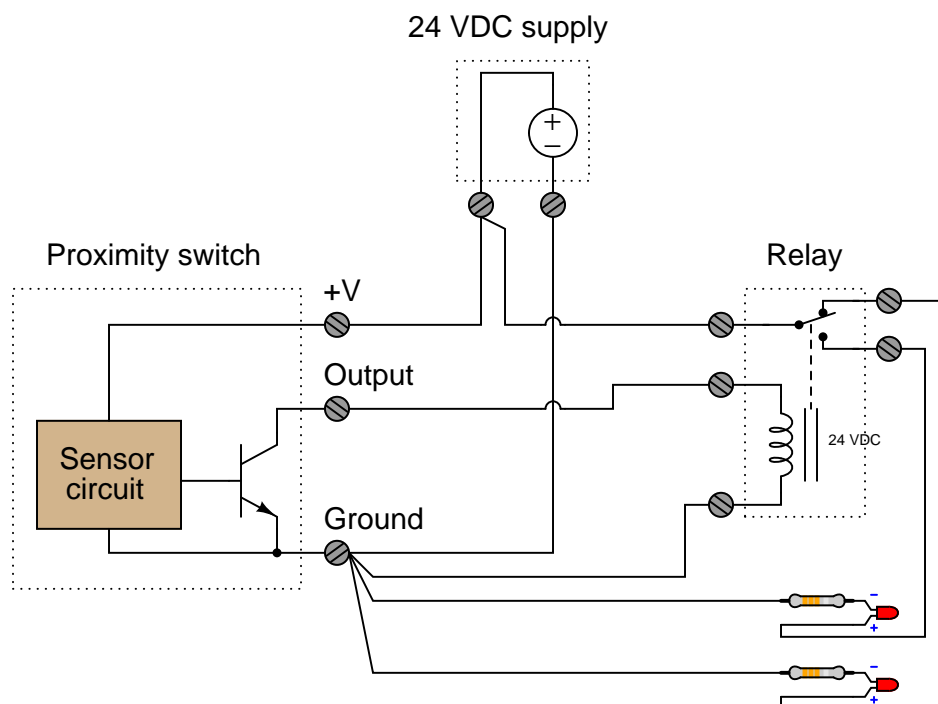 24 VDC supply
+
−
Proximity switch
Relay
+V
Output
24 VDC
Sensor
circuit
Ground
-
+
-
+